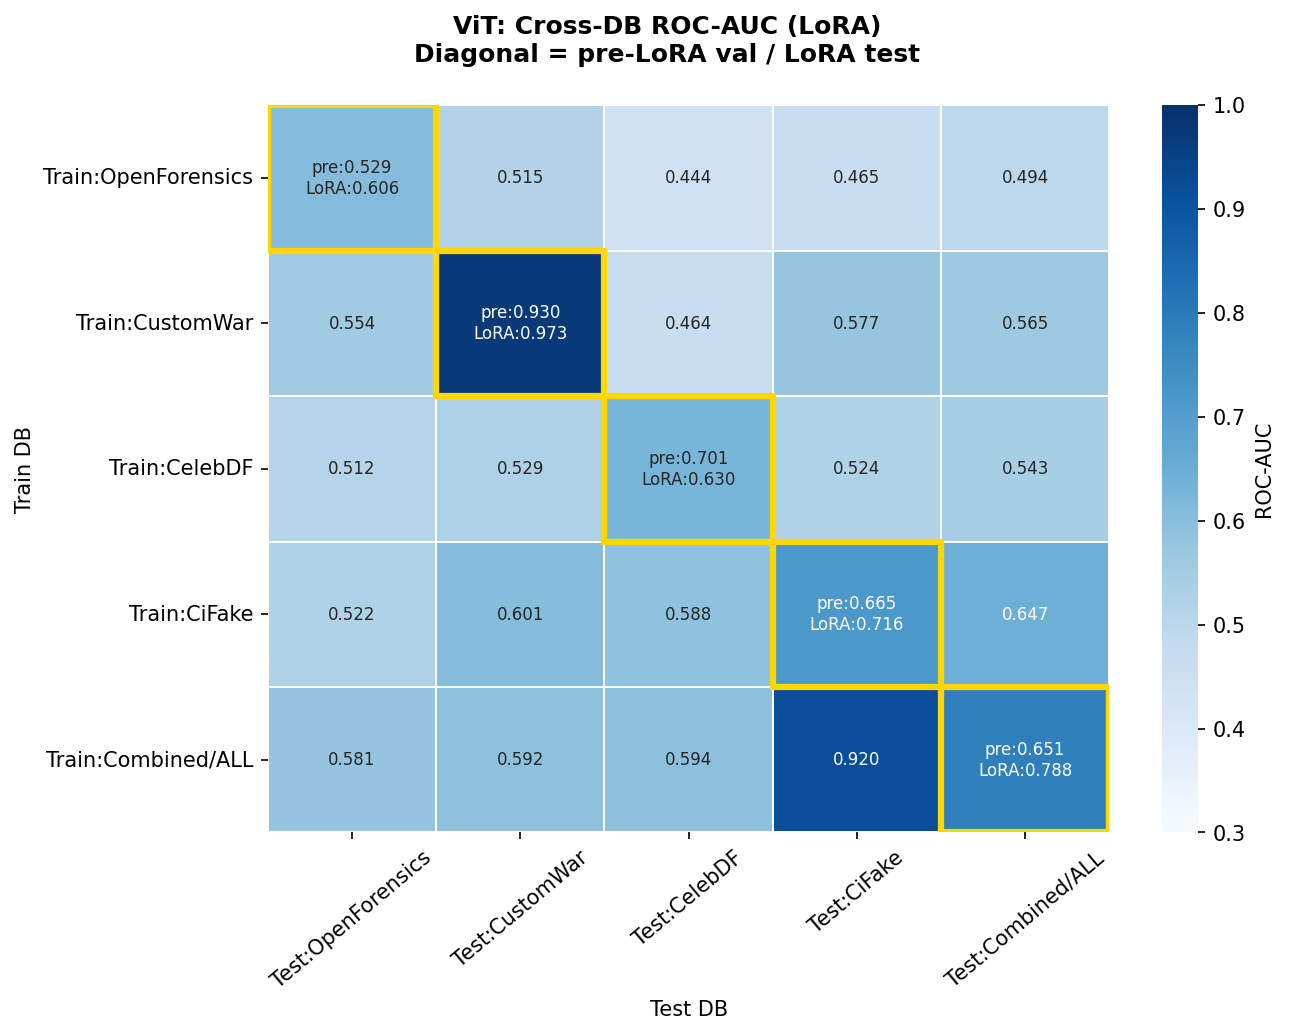 ViT: Cross-DB ROC-AUC (LoRA)
Diagonal = pre-LoRA val / LoRA test
Train DB
Train:OpenForensics
pre:0.529
LoRA:0.606
0.515
0.444
0.465
0.494
Train:CustomWar
0.554
pre:0.930
LoRA:0.973
0.464
0.577
0.565
Train:CelebDF
0.512
0.529
pre:0.701
LoRA:0.630
0.524
0.543
Train:CiFake
0.522
0.601
0.588
pre:0.665
LoRA:0.716
0.647
Train:Combined/ALL
0.581
0.592
0.594
0.920
pre:0.651
LoRA:0.788
Test:OpenForensics
Test:CustomWar
Test:CelebDF
Test:CiFake
Test:Combined/ALL
Test DB
1.0
0.9
0.8
0.7
0.6
0.5
0.4
0.3
ROC-AUC